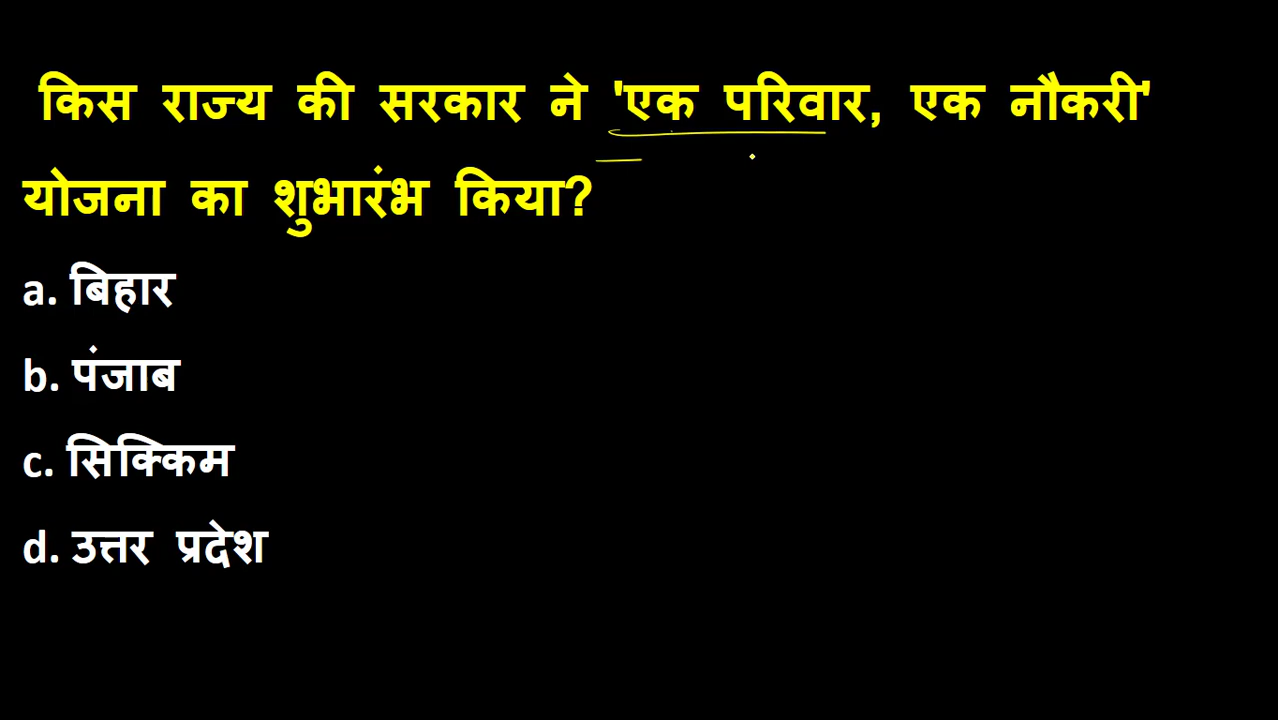 किस राज्य की सरकार ने 'एक परिवार, एक नौकरी'
योजना का शुभारंभ किया?
a. बिहार
b. पंजाब
c. सिक्किम
d. उत्तर प्रदेश